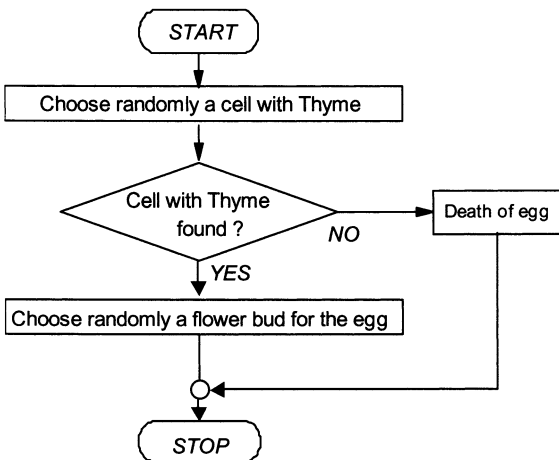 START
Choose randomly a cell with Thyme
Cell with Thyme
found ?
NO
Death of egg
YES
Choose randomly a flower bud for the egg
STOP